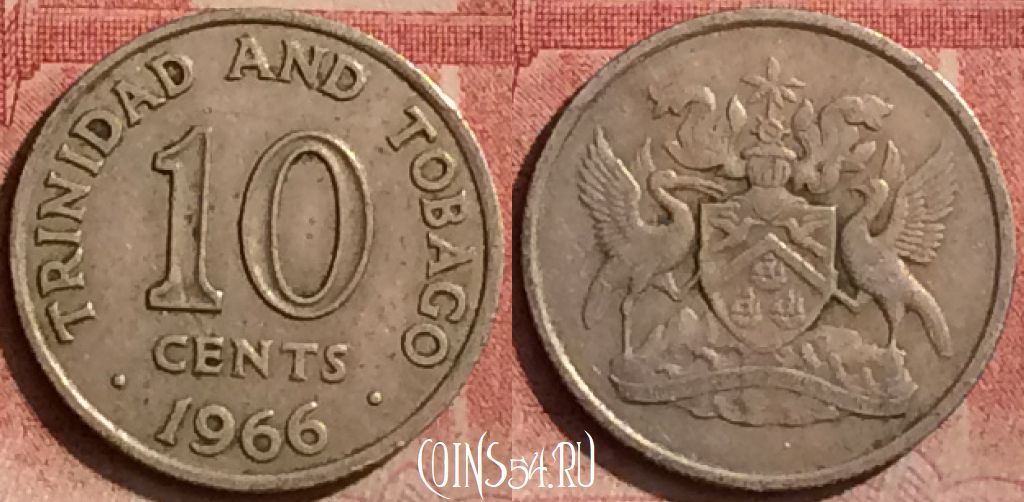 TRINIDAD AND TOBAGO
10
CENTS
1966
COINS54.RU